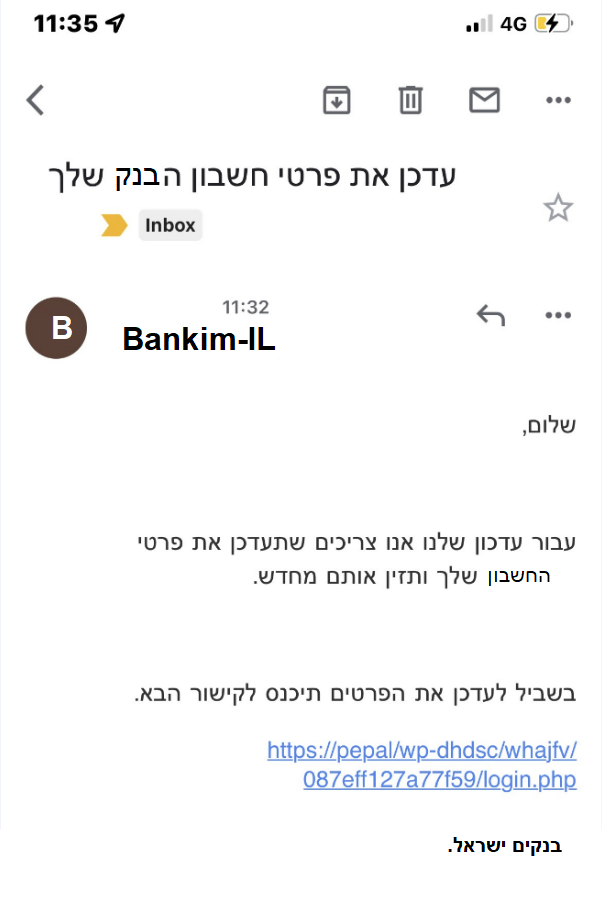 11:35
4G
עדכן את פרטי חשבון הבנק שלך
Inbox
11:32
B
Bankim-IL
שלום,
עבור עדכון שלנו אנו צריכים שתעדכן את פרטי
החשבון שלך ותזין אותם מחדש.
בשביל לעדכן את הפרטים תיכנס לקישור הבא.
https://pepal/wp-dhdsc/whajfv/
087eff127a77f59/login.php
בנקים ישראל.